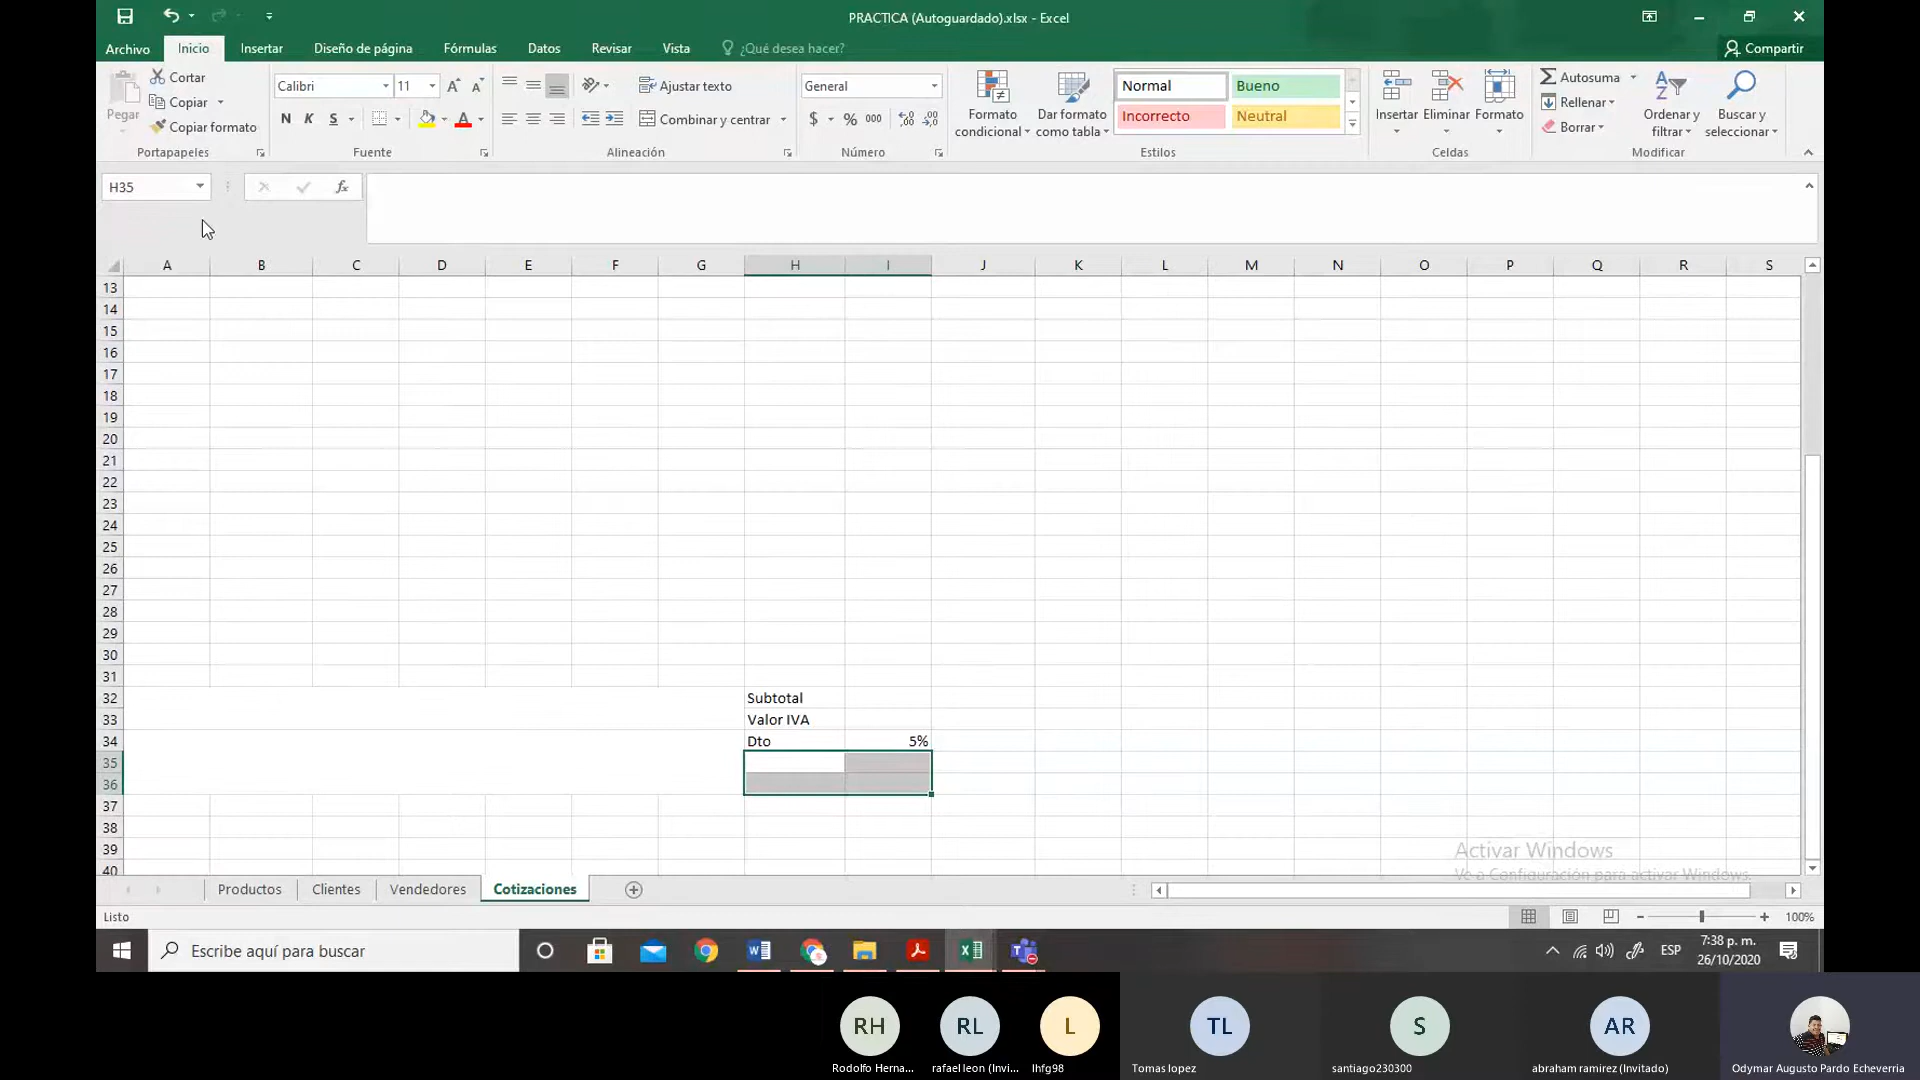 PRACTICA (Autoguardado).xlsx - Excel
Archivo Inicio Insertar Diseño de página Fórmulas Datos Revisar Vista ¿Qué desea hacer? Compartir
Pegar
Cortar
Copiar
Copiar formato
Portapapeles
Calibri 11
N K S
Fuente
Ajustar texto
Combinar y centrar
Alineación
General
$ % 000
Número
Formato condicional
Dar formato como tabla
Normal Bueno
Incorrecto Neutral
Estilos
Insertar Eliminar Formato
Celdas
Autosuma
Rellenar
Borrar
Ordenar y filtrar
Buscar y seleccionar
Modificar
H35 fx
A B C D E F G H I J K L M N O P Q R S
13
14
15
16
17
18
19
20
21
22
23
24
25
26
27
28
29
30
31
32 Subtotal
33 Valor IVA
34 Dto 5%
35
36
37
38
39
40
Activar Windows
Ve a Configuración para activar Windows.
Productos Clientes Vendedores Cotizaciones
Listo 100%
Escribe aquí para buscar
ESP
7:38 p. m.
26/10/2020
RH RL L TL S AR
Rodolfo Herna... rafael leon (Invi... lhfg98 Tomas lopez santiago230300 abraham ramirez (Invitado) Odymar Augusto Pardo Echeverria